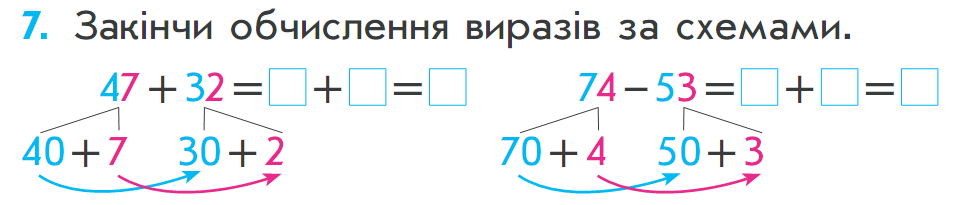 7. Закінчи обчислення виразів за схемами.
47 + 32 = □ + □ = □ 74 − 53 = □ + □ = □
40 + 7 30 + 2 70 + 4 50 + 3